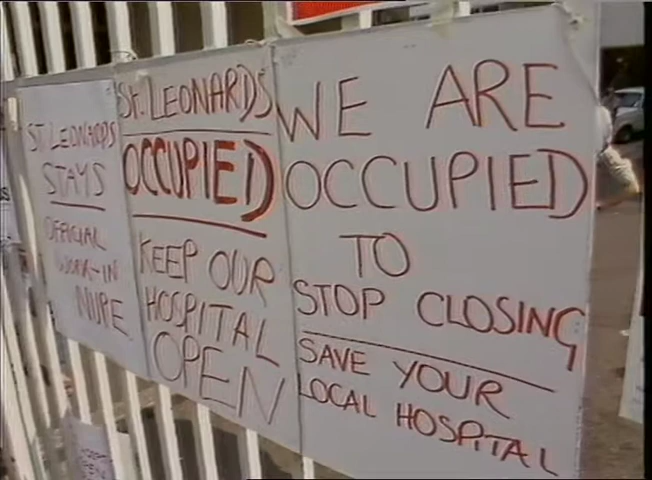 ST LEONARDS
STAYS
OFFICIAL
WORK-IN
NUPE
St. LEONARDS
OCCUPIED
KEEP OUR
HOSPITAL
OPEN
WE ARE
OCCUPIED
TO
STOP CLOSING
SAVE YOUR
LOCAL HOSPITAL